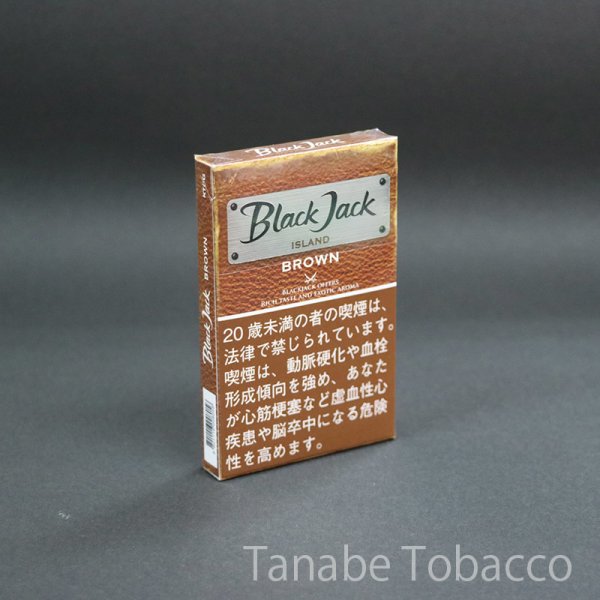 Black Jack
Black Jack
ISLAND
BROWN
BLACKJACK OFFERS
RICH TASTE AND EXOTIC AROMA
20歳未満の者の喫煙は、
法律で禁じられています。
喫煙は、動脈硬化や血栓
形成傾向を強め、あなた
が心筋梗塞など虚血性心
疾患や脳卒中になる危険
性を高めます。
Black Jack BROWN
Tanabe Tobacco